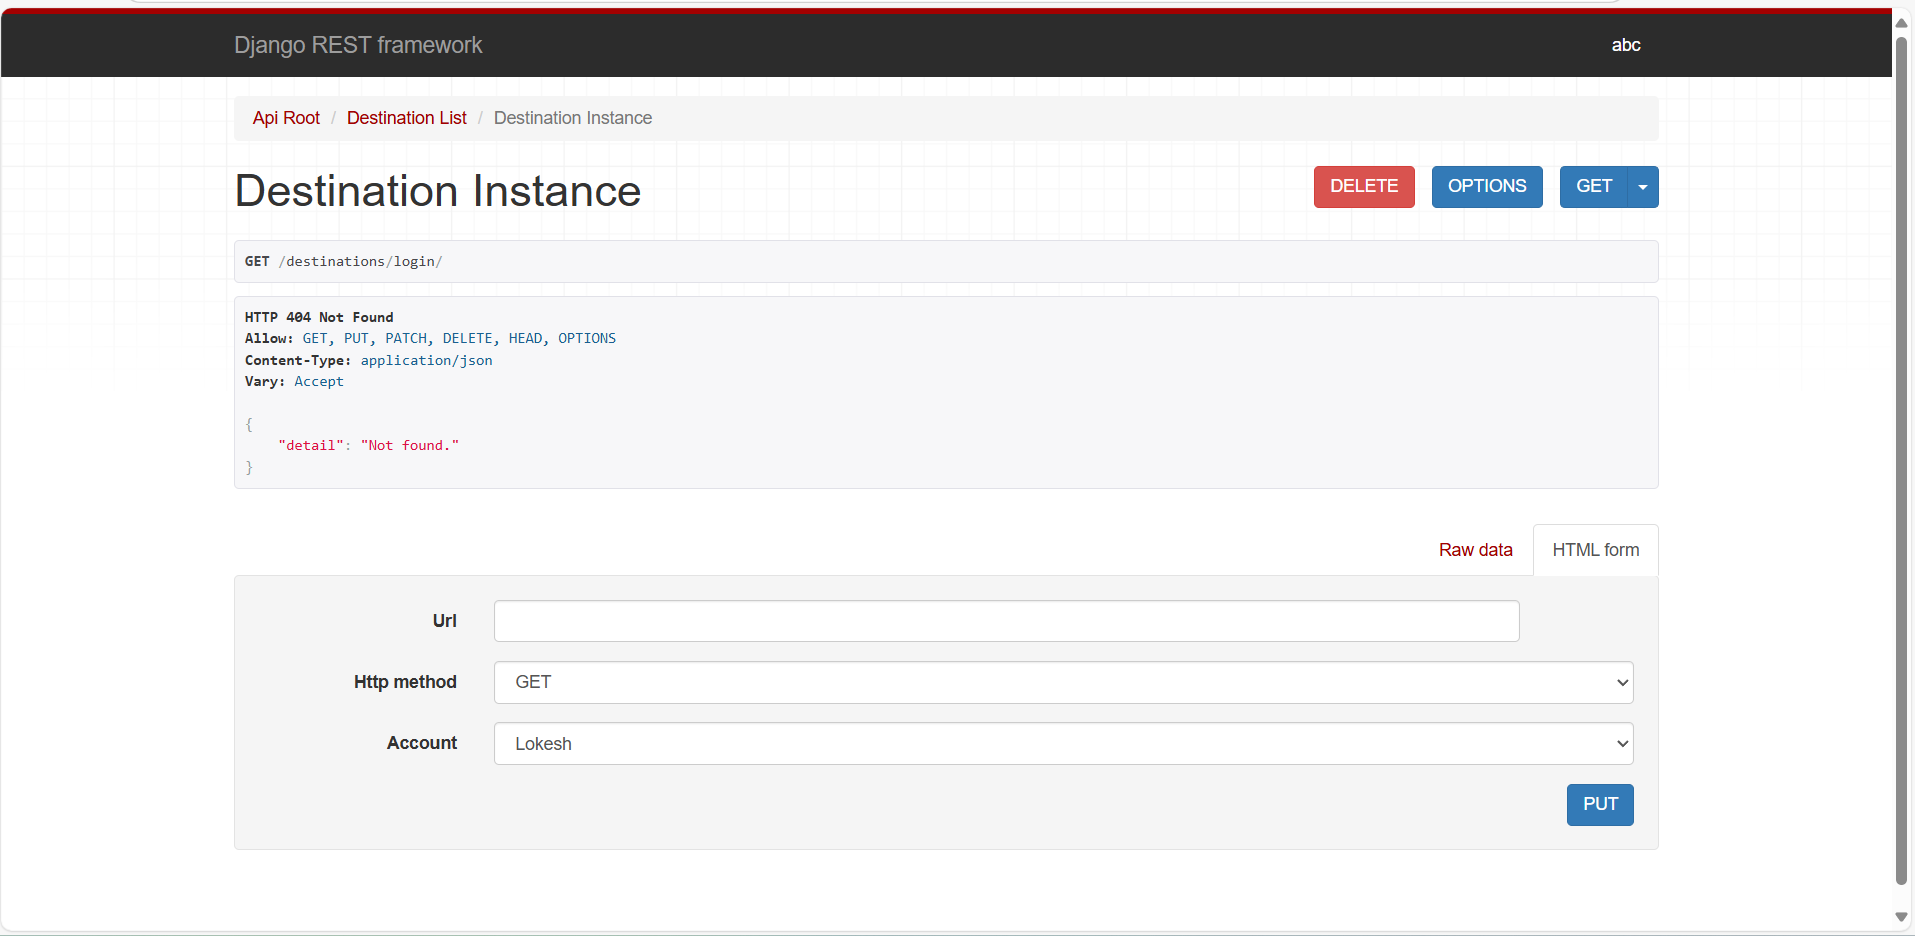 Django REST framework
abc
Api Root / Destination List / Destination Instance
Destination Instance
DELETE
OPTIONS
GET
GET /destinations/login/
HTTP 404 Not Found
Allow: GET, PUT, PATCH, DELETE, HEAD, OPTIONS
Content-Type: application/json
Vary: Accept
{
    "detail": "Not found."
}
Raw data
HTML form
Url
Http method
GET
Account
Lokesh
PUT